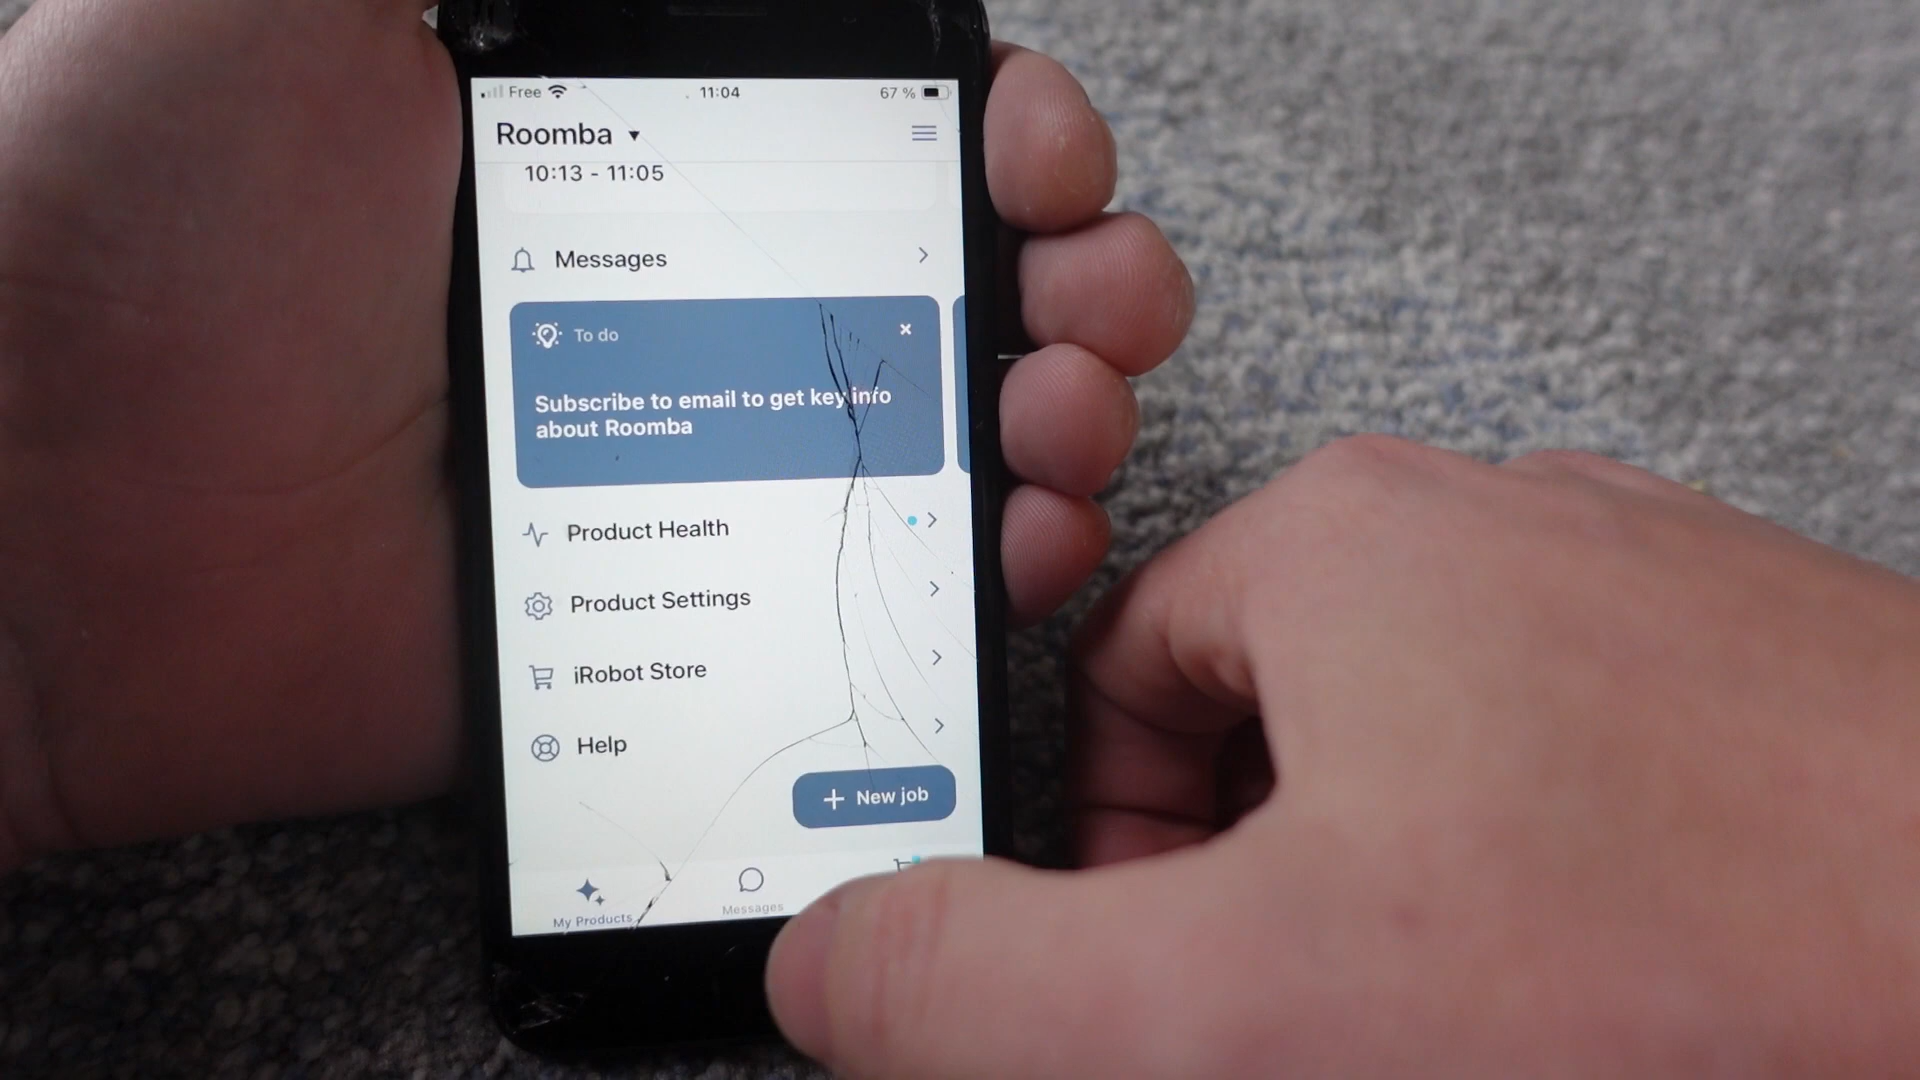 Free 11:04 67 %
Roomba
10:13 - 11:05
Messages
To do
Subscribe to email to get key info
about Roomba
Product Health
Product Settings
iRobot Store
Help
New job
My Products Messages